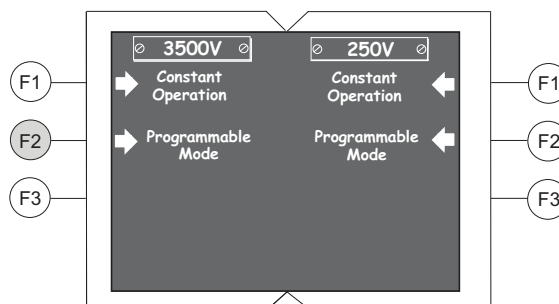 3500V
250V
F1
Constant
Operation
Constant
Operation
F1
F2
Programmable
Mode
Programmable
Mode
F2
F3
F3